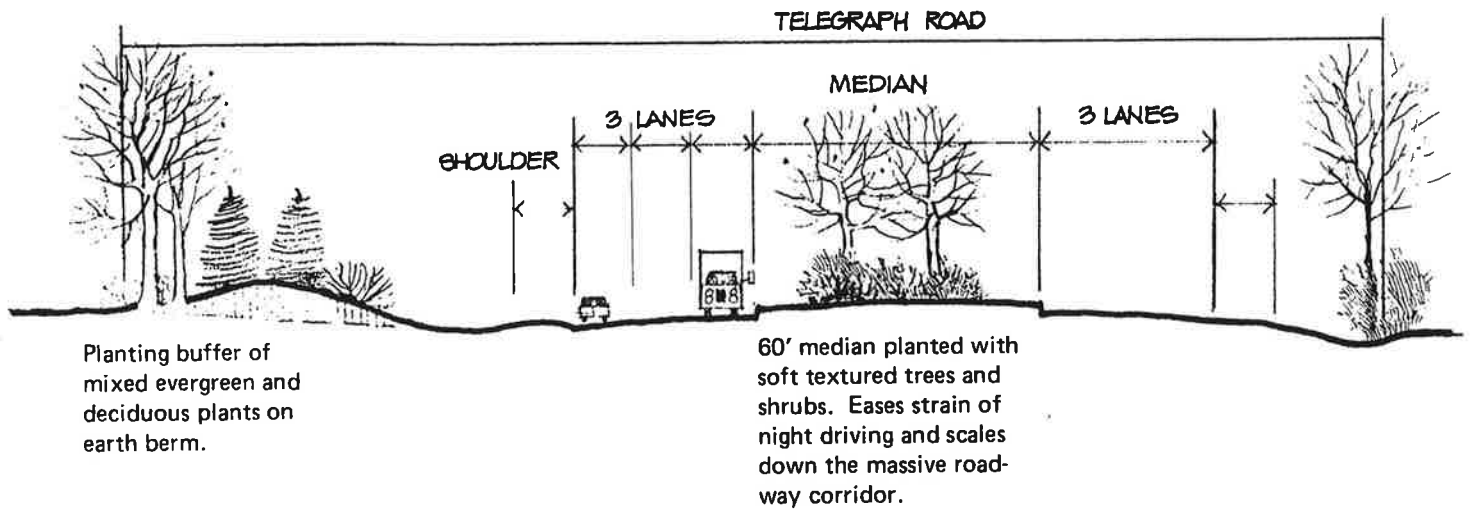 TELEGRAPH ROAD
MEDIAN
3 LANES
3 LANES
SHOULDER
8 8
Planting buffer of
mixed evergreen and
deciduous plants on
earth berm.
60' median planted with
soft textured trees and
shrubs. Eases strain of
night driving and scales
down the massive road-
way corridor.